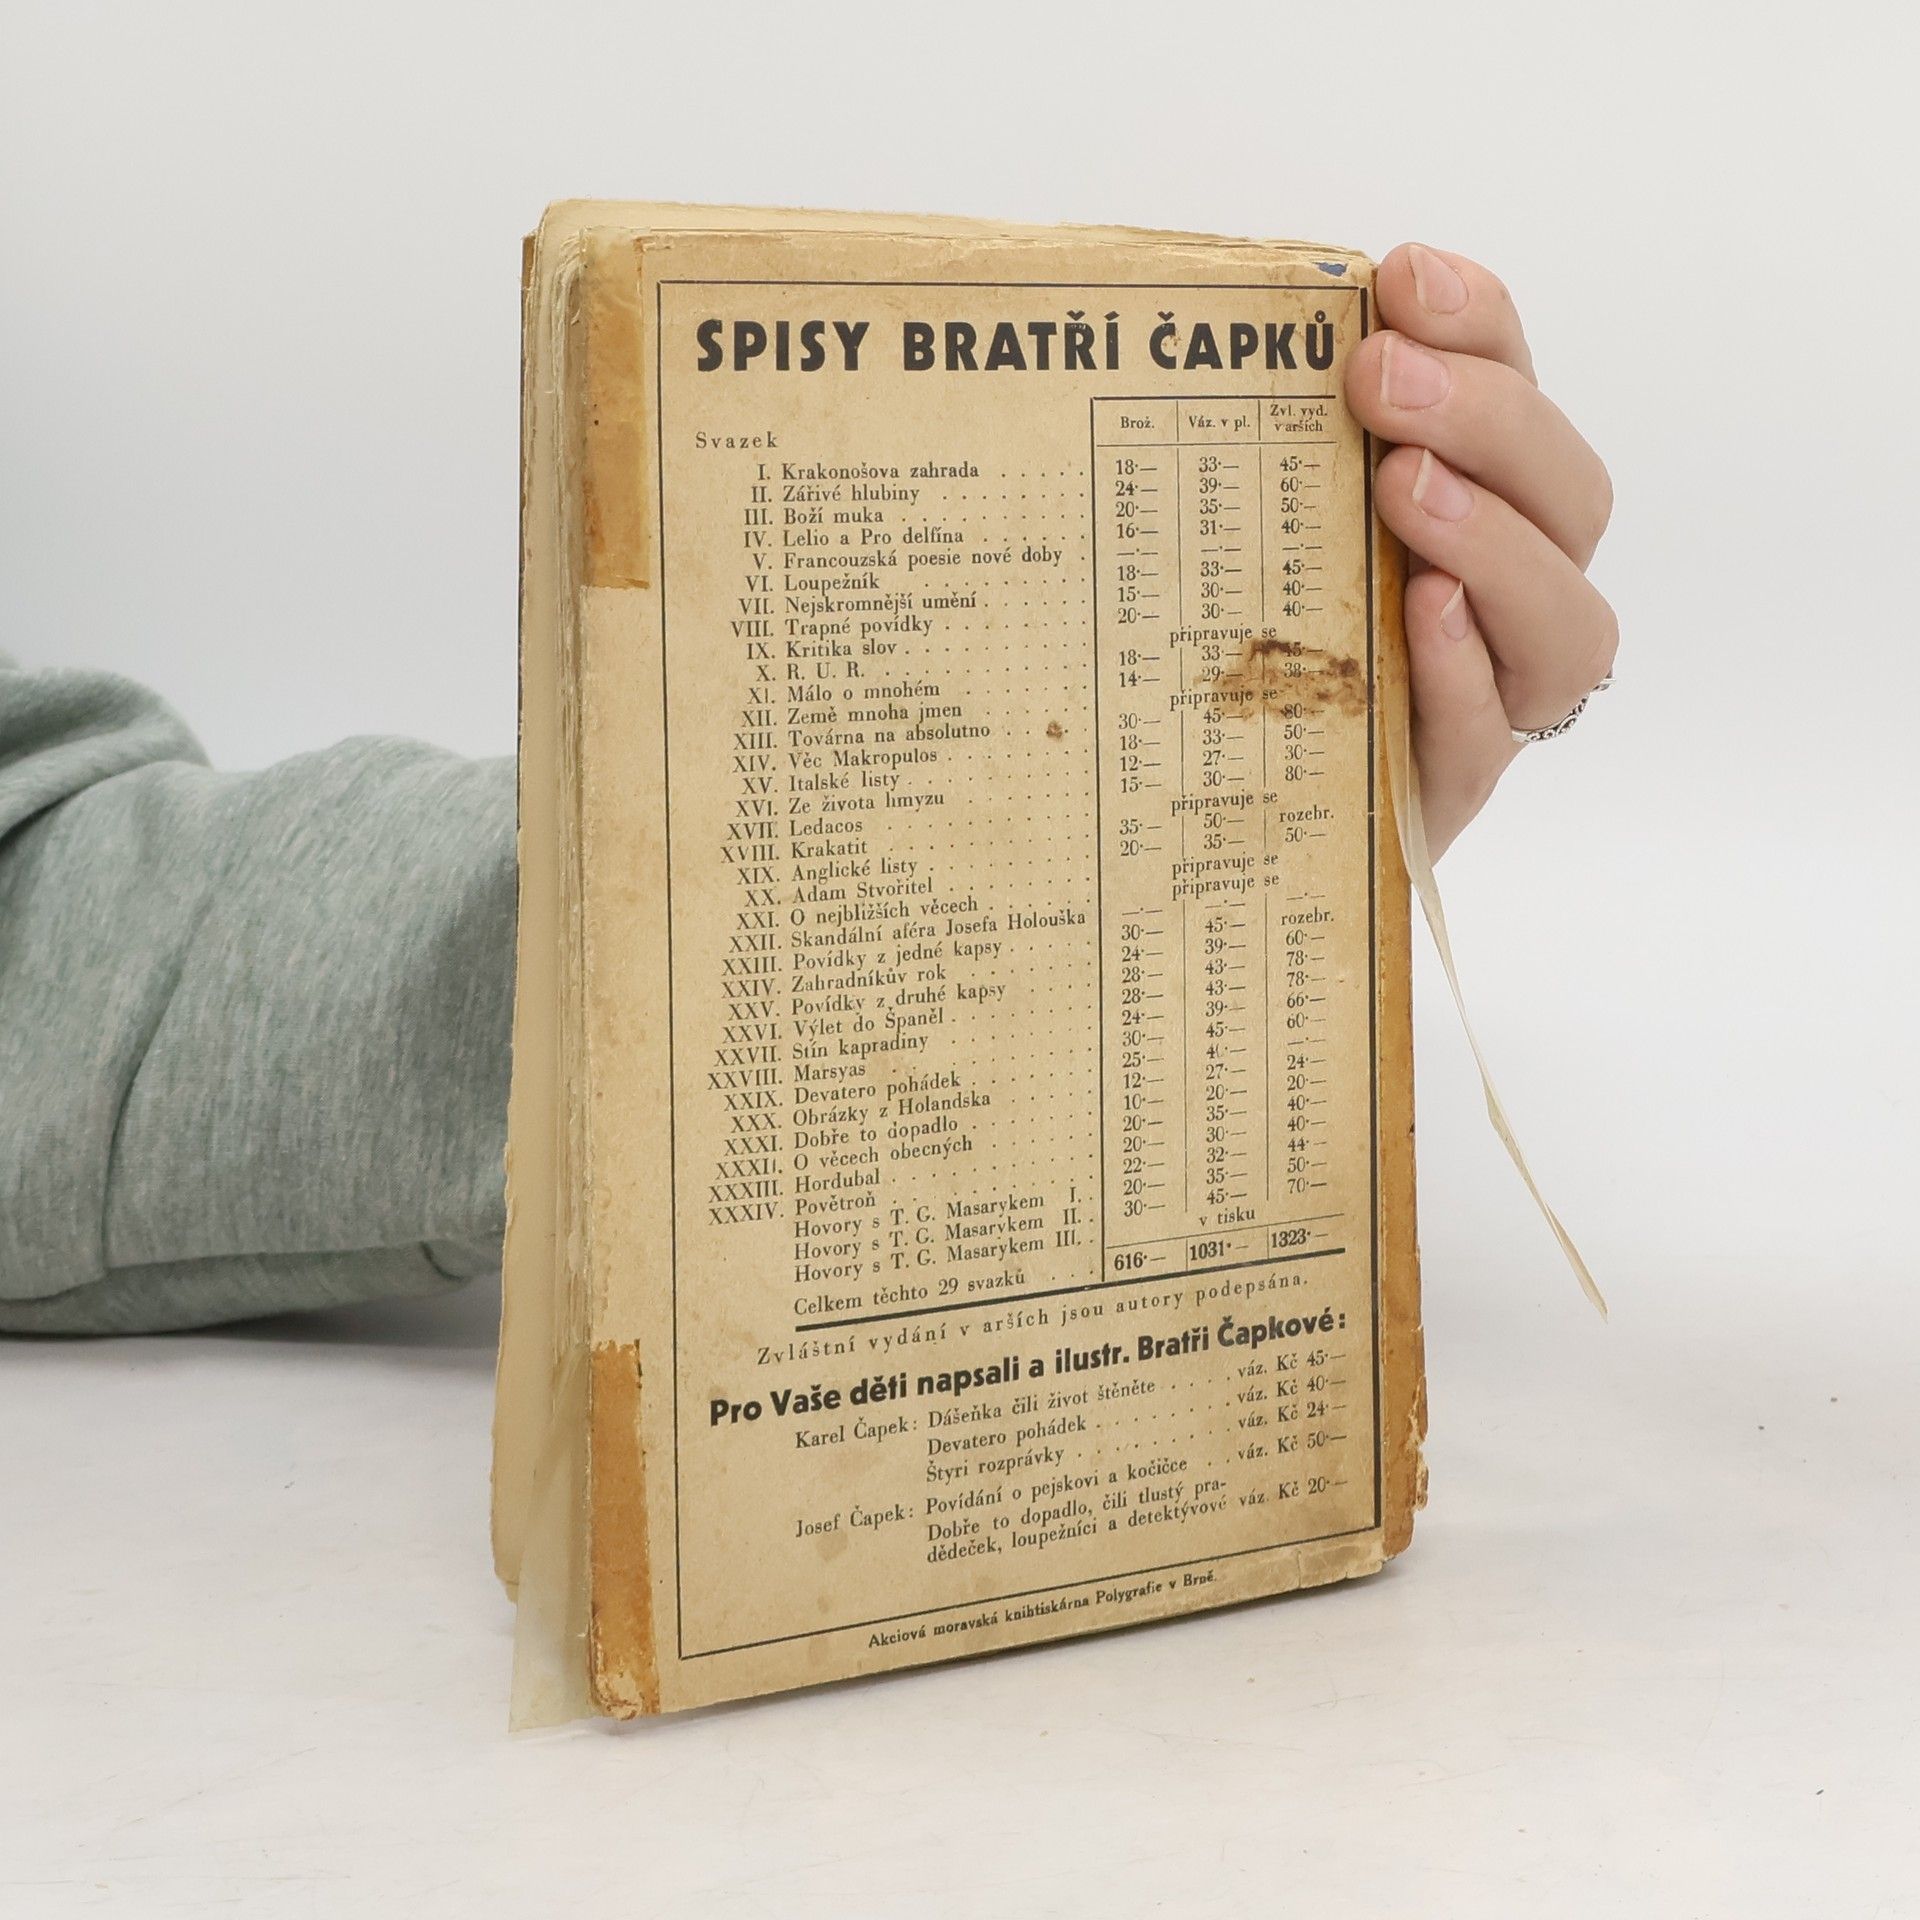 SPISY BRATŘÍ ČAPKŮ
Svazek Brož. Váz. v pl. Zvl. vyd. v arších
I. Krakonošova zahrada . . . . . 18·— 33·— 45·—
II. Zářivé hlubiny . . . . . . . . 24·— 39·— 60·—
III. Boží muka . . . . . . . . . . 20·— 35·— 50·—
IV. Lelio a Pro delfína . . . . . . 16·— 31·— 40·—
V. Francouzská poesie nové doby . —·— —·— —·—
VI. Loupežník . . . . . . . . . 18·— 33·— 45·—
VII. Nejskromnější umění . . . . . . 15·— 30·— 40·—
VIII. Trapné povídky . . . . . . . . 20·— 30·— 40·—
IX. Kritika slov . . . . . . . . . . připravuje se
X. R. U. R. . . . . . . . . . . 18·— 33·— 45·—
XI. Málo o mnohém . . . . . . . 14·— 29·— 38·—
XII. Země mnoha jmen . . . . . . připravuje se
XIII. Továrna na absolutno . . . . 30·— 45·— 80·—
XIV. Věc Makropulos . . . . . . . . 18·— 33·— 50·—
XV. Italské listy . . . . . . . . . 12·— 27·— 30·—
XVI. Ze života hmyzu . . . . . . . 15·— 30·— 80·—
XVII. Ledacos . . . . . . . . . . připravuje se
XVIII. Krakatit . . . . . . . . . . 35·— 50·— rozebr.
XIX. Anglické listy . . . . . . . . . 20·— 35·— 50·—
XX. Adam Stvořitel . . . . . . . . připravuje se
XXI. O nejbližších věcech . . . . . . připravuje se
XXII. Skandální aféra Josefa Holouška —·— —·— —·—
XXIII. Povídky z jedné kapsy . . . . . 30·— 45·— rozebr.
XXIV. Zahradníkův rok . . . . . . . 24·— 39·— 60·—
XXV. Povídky z druhé kapsy . . . . 28·— 43·— 78·—
XXVI. Výlet do Španěl . . . . . . . . 28·— 43·— 78·—
XXVII. Stín kapradiny . . . . . . . . 24·— 39·— 66·—
XXVIII. Marsyas . . . . . . . . . . 30·— 45·— 60·—
XXIX. Devatero pohádek . . . . . . . 25·— 40·— —·—
XXX. Obrázky z Holandska . . . . . 12·— 27·— 24·—
XXXI. Dobře to dopadlo . . . . . . . 10·— 20·— 20·—
XXXII. O věcech obecných . . . . . . 20·— 35·— 40·—
XXXIII. Hordubal . . . . . . . . . . 20·— 30·— 40·—
XXXIV. Povětroň . . . . . . . . . . 22·— 32·— 44·—
Hovory s T. G. Masarykem I. . 20·— 35·— 50·—
Hovory s T. G. Masarykem II. . 30·— 45·— 70·—
Hovory s T. G. Masarykem III. . v tisku
Celkem těchto 29 svazků . . . 616·— 1031·— 1323·—
Zvláštní vydání v arších jsou autory podepsána.
Pro Vaše děti napsali a ilustr. Bratři Čapkové:
Karel Čapek: Dášeňka čili život štěněte . . . . váz. Kč 45·—
Devatero pohádek . . . . . . . . váz. Kč 40·—
Štyri rozprávky . . . . . . . . . váz. Kč 24·—
Josef Čapek: Povídání o pejskovi a kočičce . . váz. Kč 50·—
Dobře to dopadlo, čili tlustý pra-
dědeček, loupežníci a detektývové váz. Kč 20·—
Akciová moravská knihtiskárna Polygrafie v Brně.